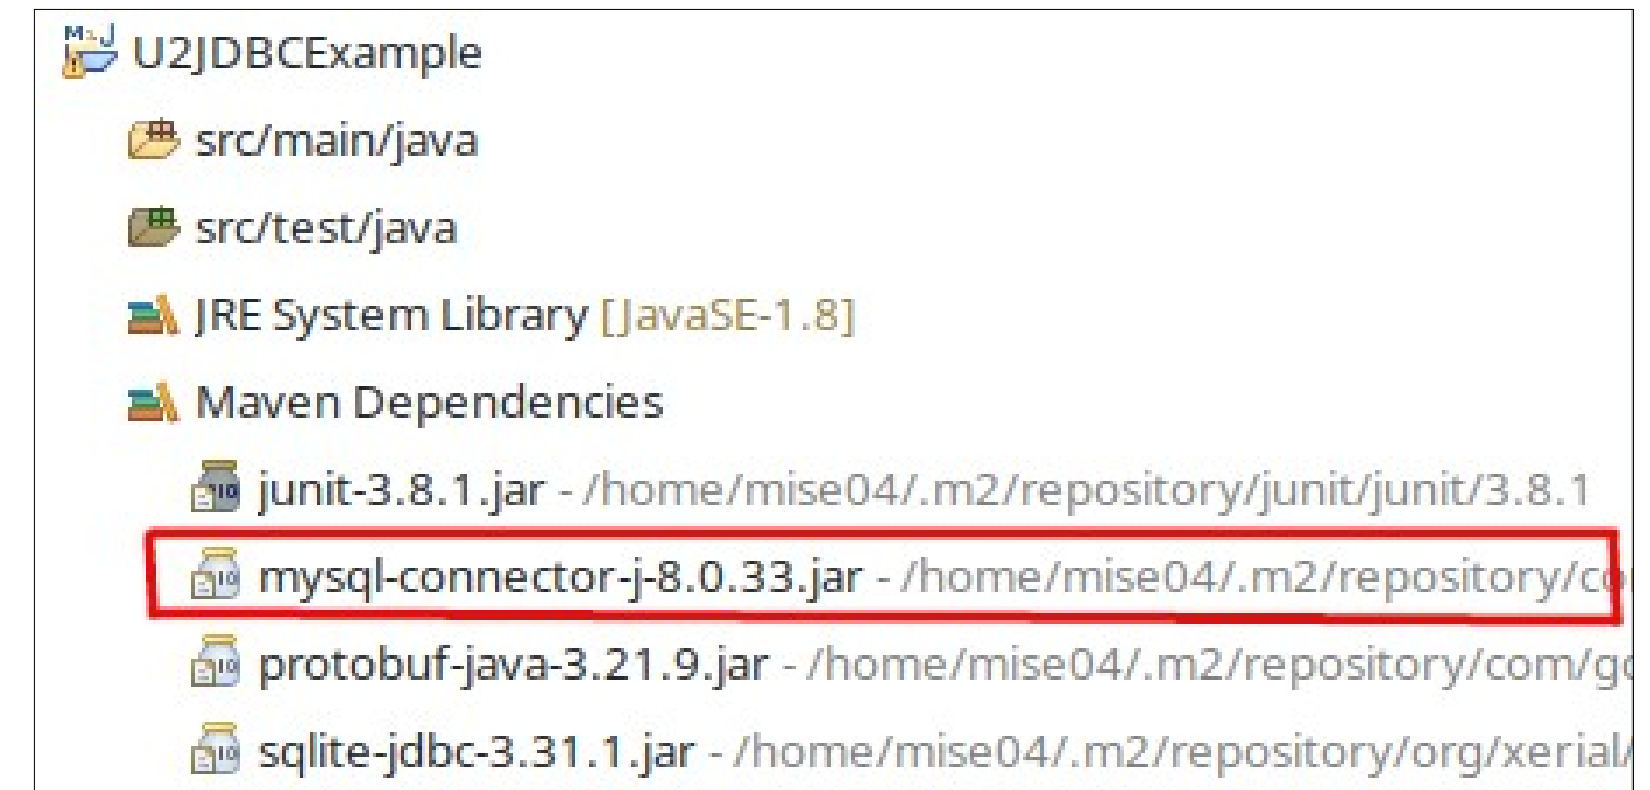 U2JDBCExample
src/main/java
src/test/java
JRE System Library [JavaSE-1.8]
Maven Dependencies
junit-3.8.1.jar - /home/mise04/.m2/repository/junit/junit/3.8.1
mysql-connector-j-8.0.33.jar - /home/mise04/.m2/repository/co
protobuf-java-3.21.9.jar - /home/mise04/.m2/repository/com/go
sqlite-jdbc-3.31.1.jar - /home/mise04/.m2/repository/org/xerial/